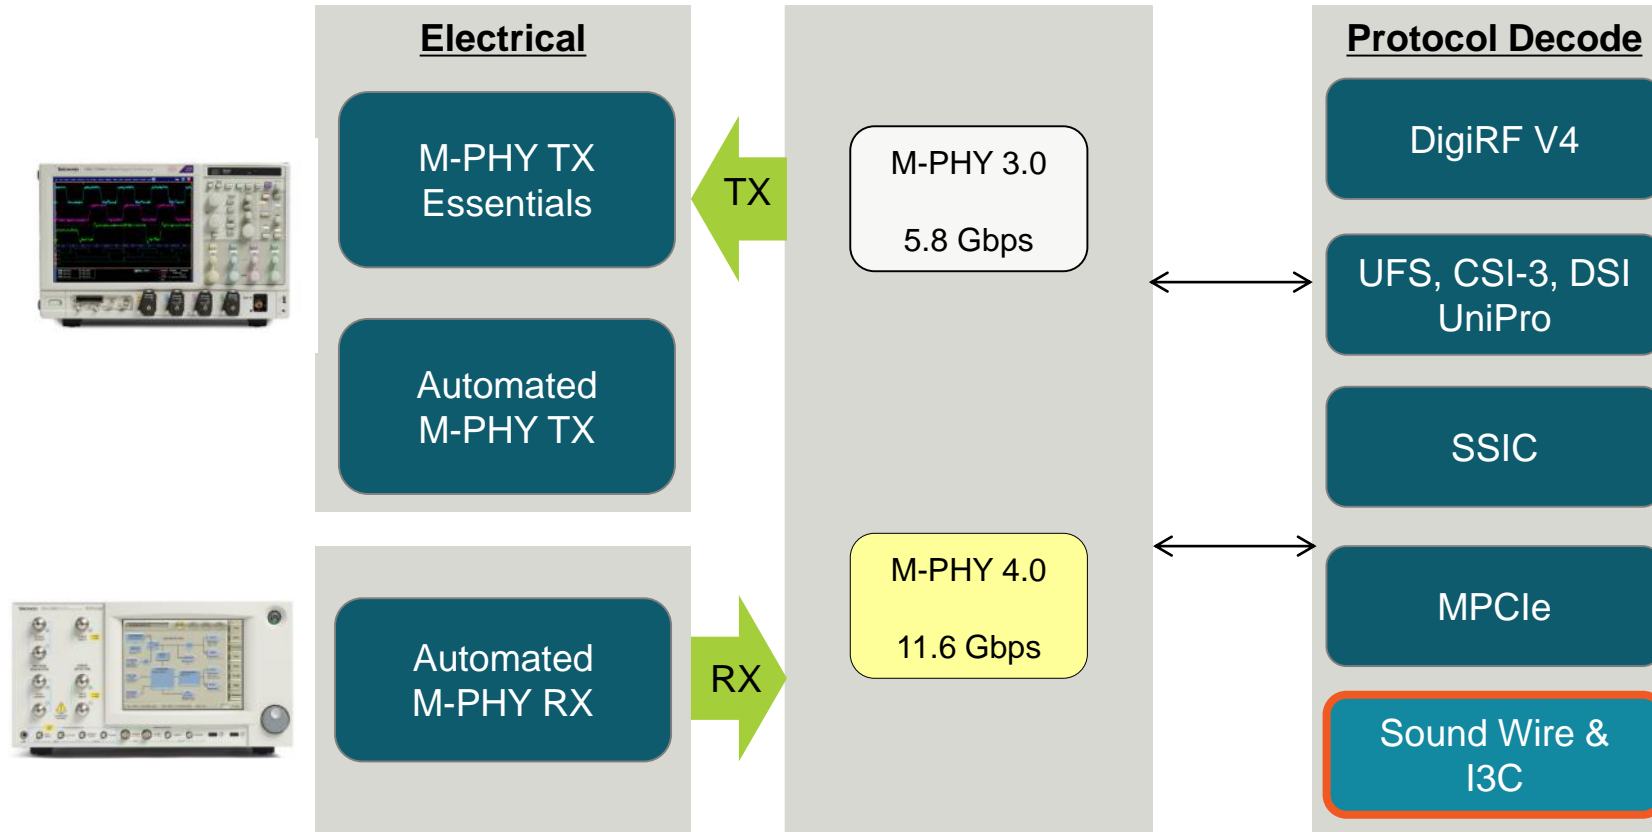 Electrical
M-PHY TX
Essentials
Automated
M-PHY TX
Automated
M-PHY RX
TX
RX
M-PHY 3.0
5.8 Gbps
M-PHY 4.0
11.6 Gbps
Protocol Decode
DigiRF V4
UFS, CSI-3, DSI
UniPro
SSIC
MPCIe
Sound Wire &
I3C
Tektronix